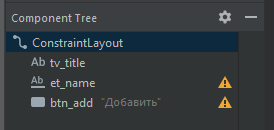 Component Tree
ConstraintLayout
Ab tv_title
Ab et_name
btn_add "Добавить"